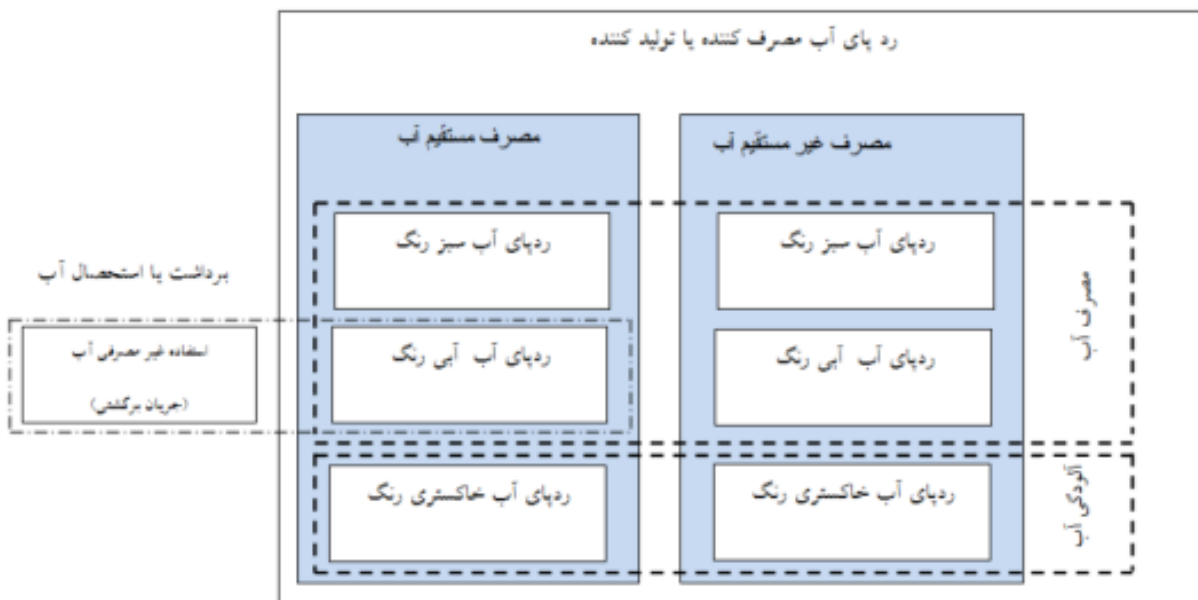 رد پای آب مصرف کننده یا تولید کننده
مصرف غیر مستقیم آب
مصرف مستقیم آب
ردپای آب سبز رنگ
ردپای آب سبز رنگ
ردپای آب آبی رنگ
ردپای آب آبی رنگ
ردپای آب خاکستری رنگ
ردپای آب خاکستری رنگ
مصرف آب
آلودگی آب
برداشت یا استحصال آب
استفاده غیر مصرفی آب
(جریان برگشتی)